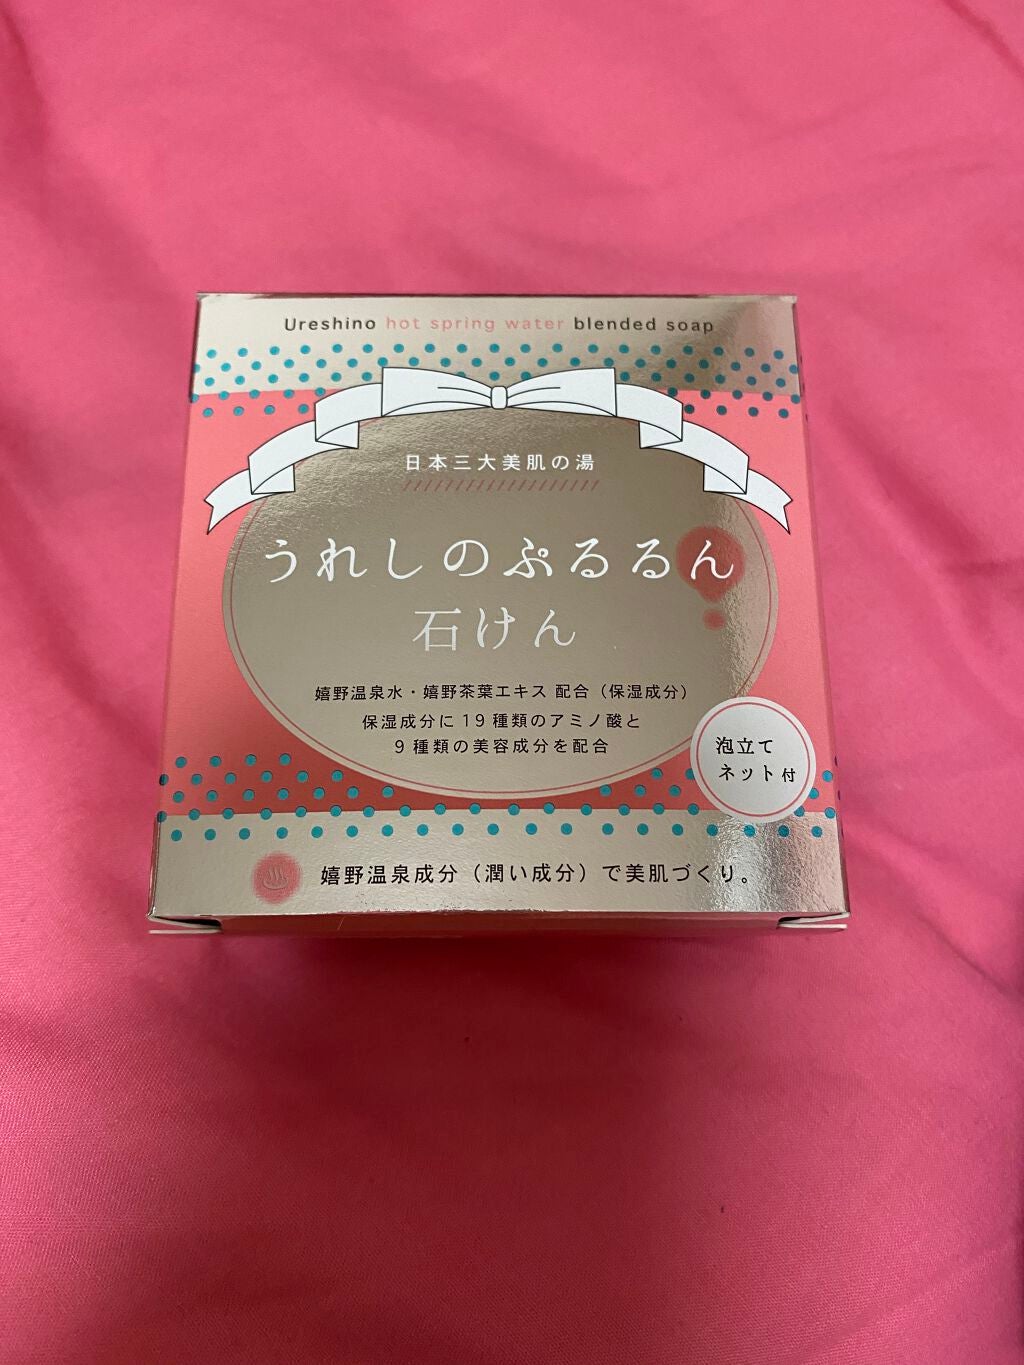 Ureshino hot spring water blended soap
日本三大美肌の湯
うれしのぷるるん
石けん
嬉野温泉水・嬉野茶葉エキス 配合（保湿成分）
保湿成分に19種類のアミノ酸と
9種類の美容成分を配合
泡立て
ネット付
嬉野温泉成分（潤い成分）で美肌づくり。